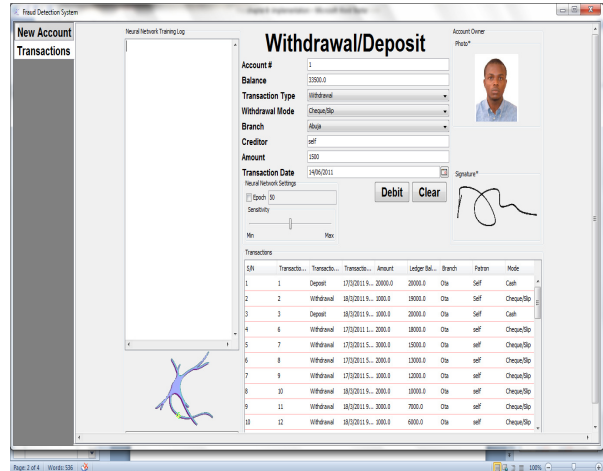 Fraud Detection System
New Account
Transactions
Neural Network Training Log
Withdrawal/Deposit
Account #
1
Balance
33500.0
Transaction Type
Withdrawal
Withdrawal Mode
Cheque/Slip
Branch
Abuja
Creditor
self
Amount
1500
Transaction Date
14/06/2011
Neural Network Settings
Epoch 50
Sensitivity
Min Max
Debit Clear
Account Owner
Photo*
Signature*
Transactions
S/N Transactio... Transactio... Transactio... Amount Ledger Bal... Branch Patron Mode
1 1 Deposit 17/3/2011 9... 20000.0 20000.0 Ota Self Cash
2 2 Withdrawal 18/3/2011 9... 1000.0 19000.0 Ota Self Cheque/Slip
3 3 Deposit 18/3/2011 9... 1000.0 20000.0 Ota Self Cash
4 6 Withdrawal 17/3/2011 1... 2000.0 18000.0 Ota self Cheque/Slip
5 7 Withdrawal 17/3/2011 5... 3000.0 15000.0 Ota self Cheque/Slip
6 8 Withdrawal 17/3/2011 5... 2000.0 13000.0 Ota self Cheque/Slip
7 9 Withdrawal 17/3/2011 5... 1000.0 12000.0 Ota self Cheque/Slip
8 10 Withdrawal 18/3/2011 9... 2000.0 10000.0 Ota self Cheque/Slip
9 11 Withdrawal 18/3/2011 9... 3000.0 7000.0 Ota self Cheque/Slip
10 12 Withdrawal 18/3/2011 9... 1000.0 6000.0 Ota self Cheque/Slip
Page: 2 of 4 Words: 536 100%